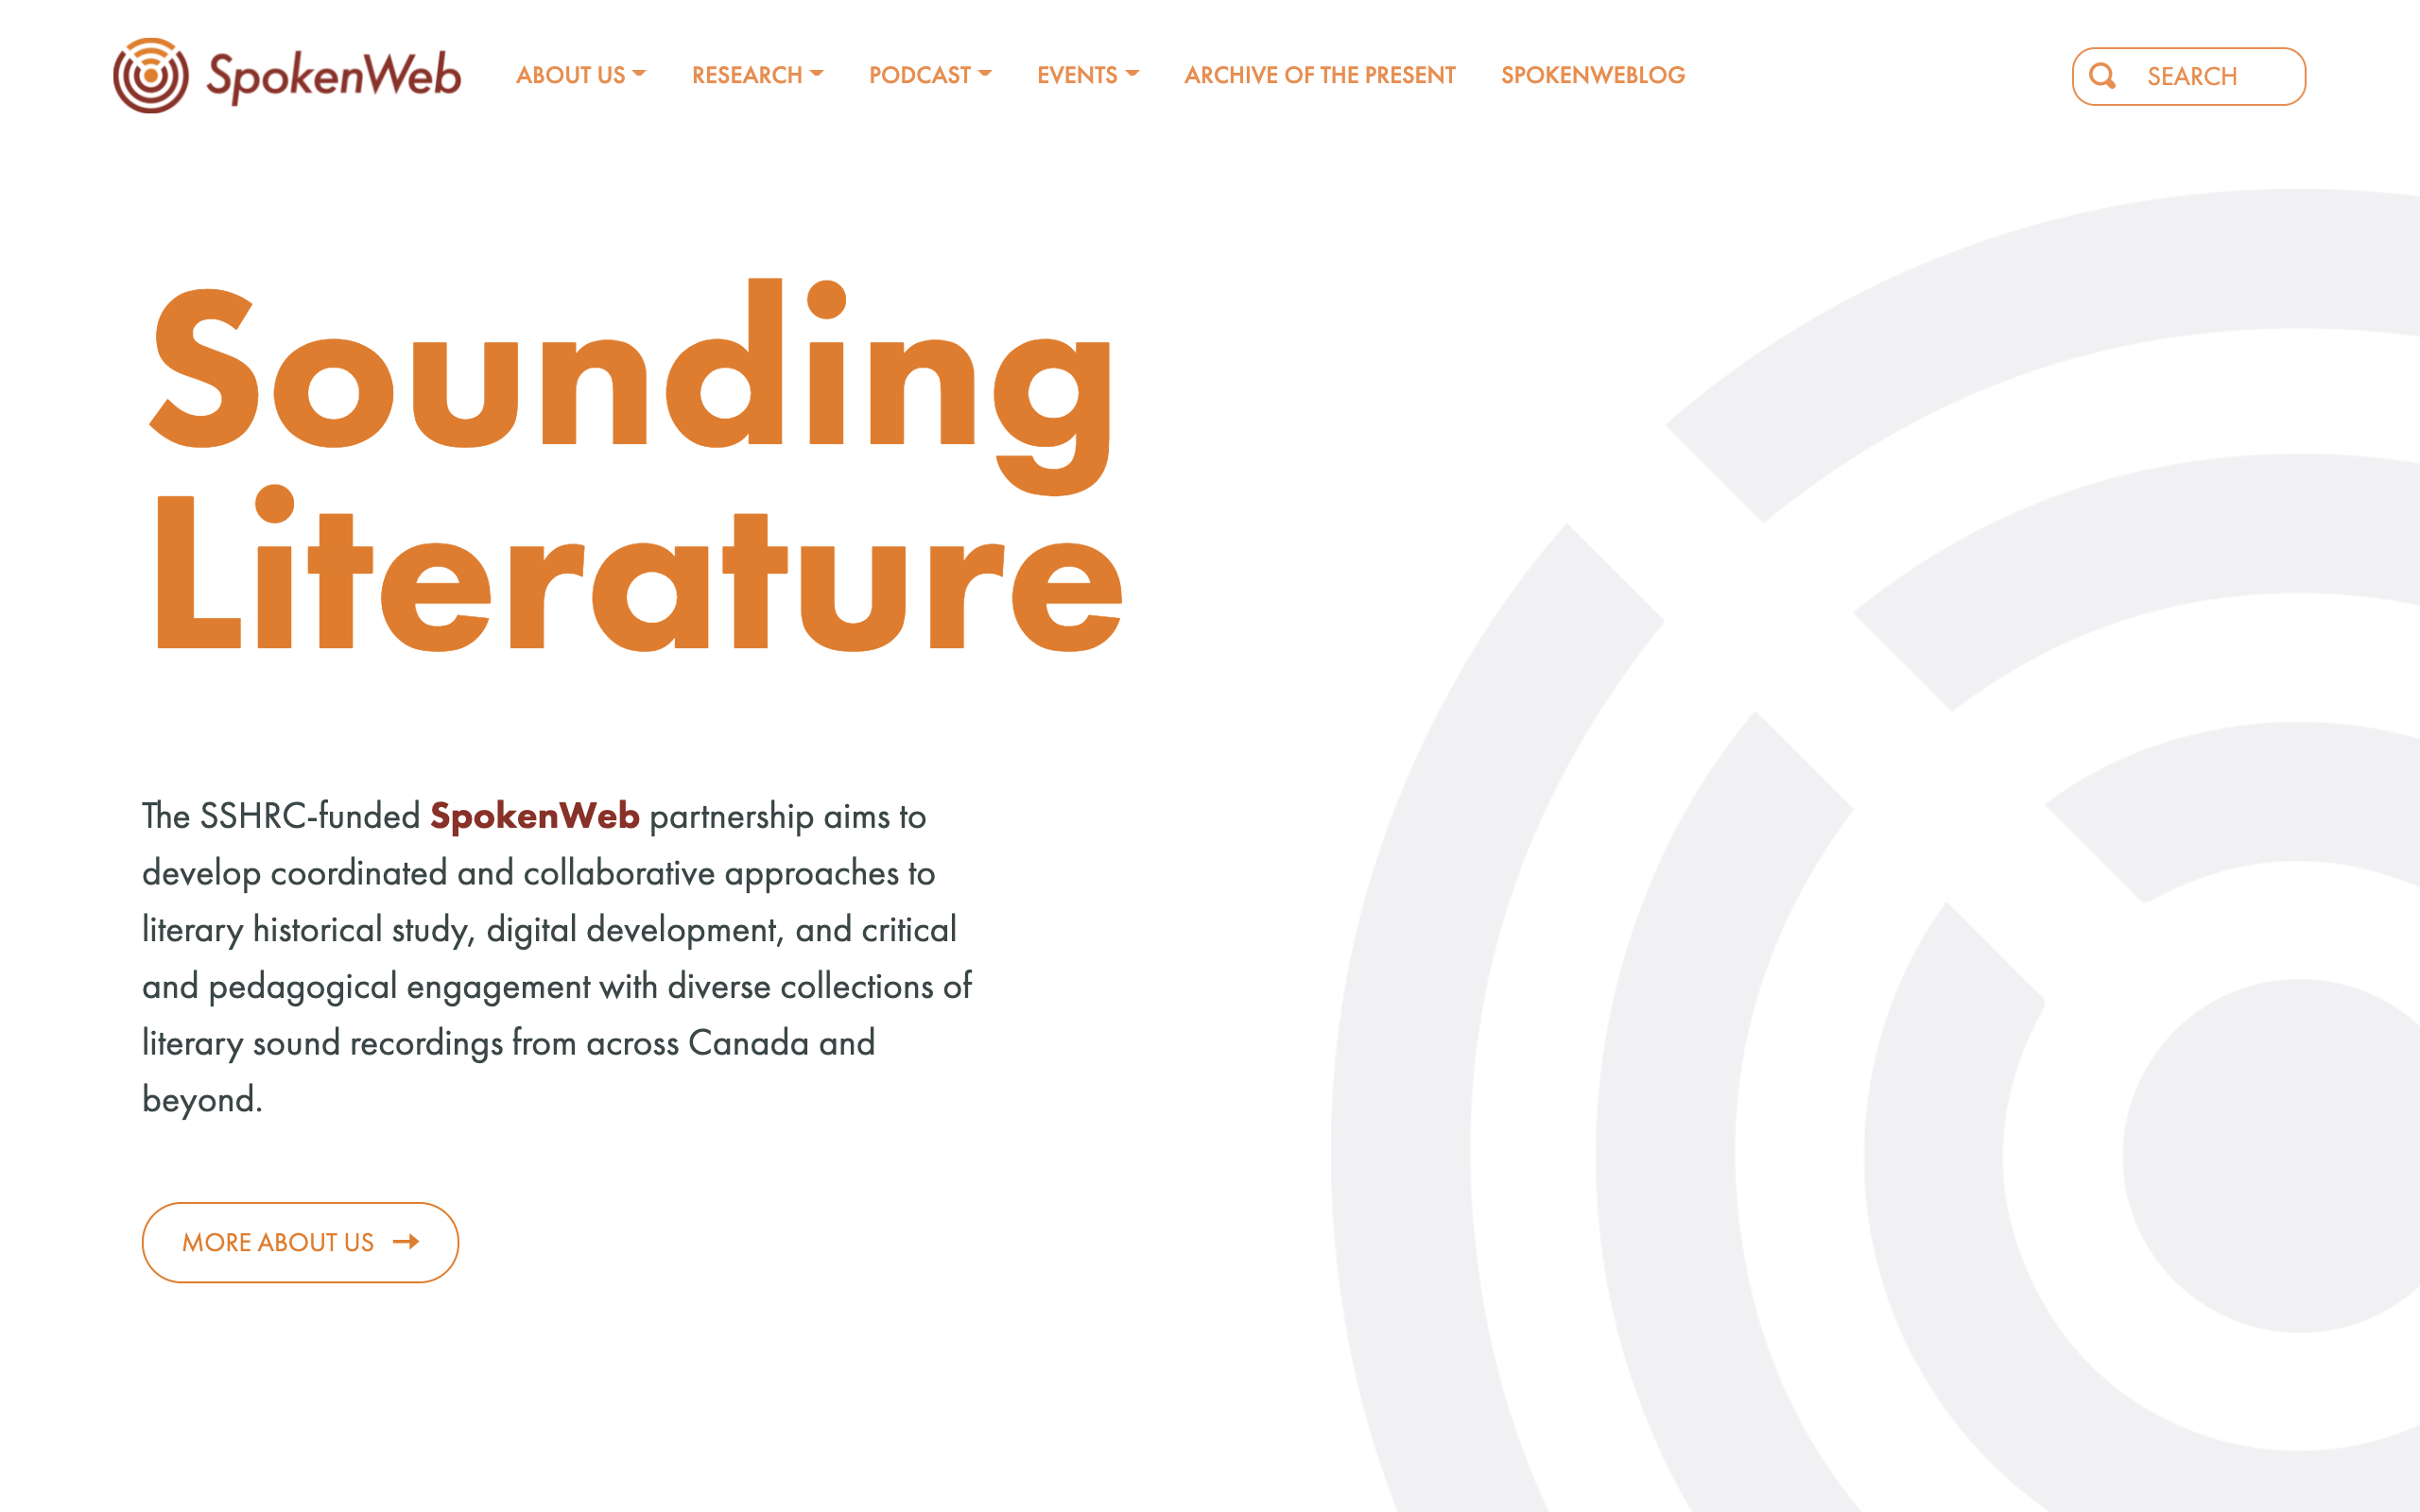 SpokenWeb
ABOUT US
RESEARCH
PODCAST
EVENTS
ARCHIVE OF THE PRESENT
SPOKENWEBLOG
SEARCH
Sounding
Literature
The SSHRC-funded SpokenWeb partnership aims to
develop coordinated and collaborative approaches to
literary historical study, digital development, and critical
and pedagogical engagement with diverse collections of
literary sound recordings from across Canada and
beyond.
MORE ABOUT US